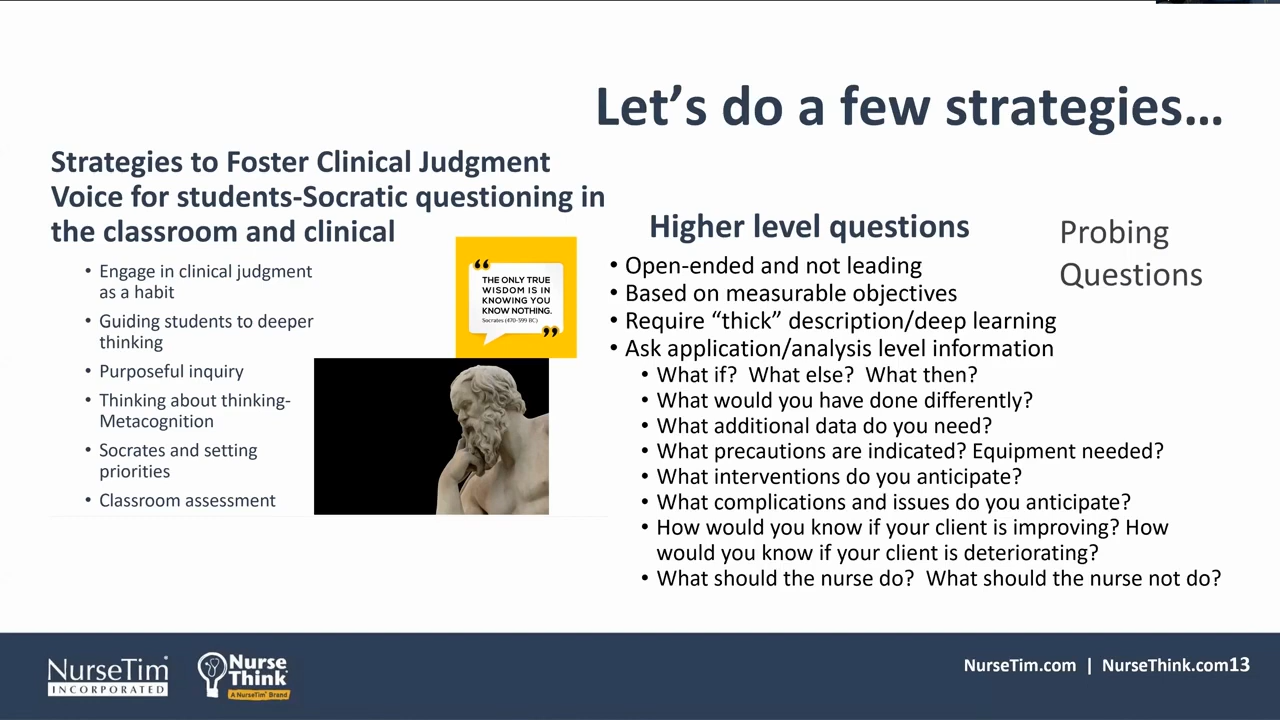 Let's do a few strategies…
Strategies to Foster Clinical Judgment
Voice for students-Socratic questioning in
the classroom and clinical
• Engage in clinical judgment
as a habit
• Guiding students to deeper
thinking
• Purposeful inquiry
• Thinking about thinking-
Metacognition
• Socrates and setting
priorities
• Classroom assessment
“
THE ONLY TRUE
WISDOM IS IN
KNOWING YOU
KNOW NOTHING.
Socrates (470-399 BC)
”
Higher level questions
• Open-ended and not leading
• Based on measurable objectives
• Require “thick” description/deep learning
• Ask application/analysis level information
• What if?  What else?  What then?
• What would you have done differently?
• What additional data do you need?
• What precautions are indicated? Equipment needed?
• What interventions do you anticipate?
• What complications and issues do you anticipate?
• How would you know if your client is improving? How
would you know if your client is deteriorating?
• What should the nurse do?  What should the nurse not do?
Probing
Questions
NurseTim®
INCORPORATED
Nurse
Think®
A NurseTim® Brand
NurseTim.com | NurseThink.com13